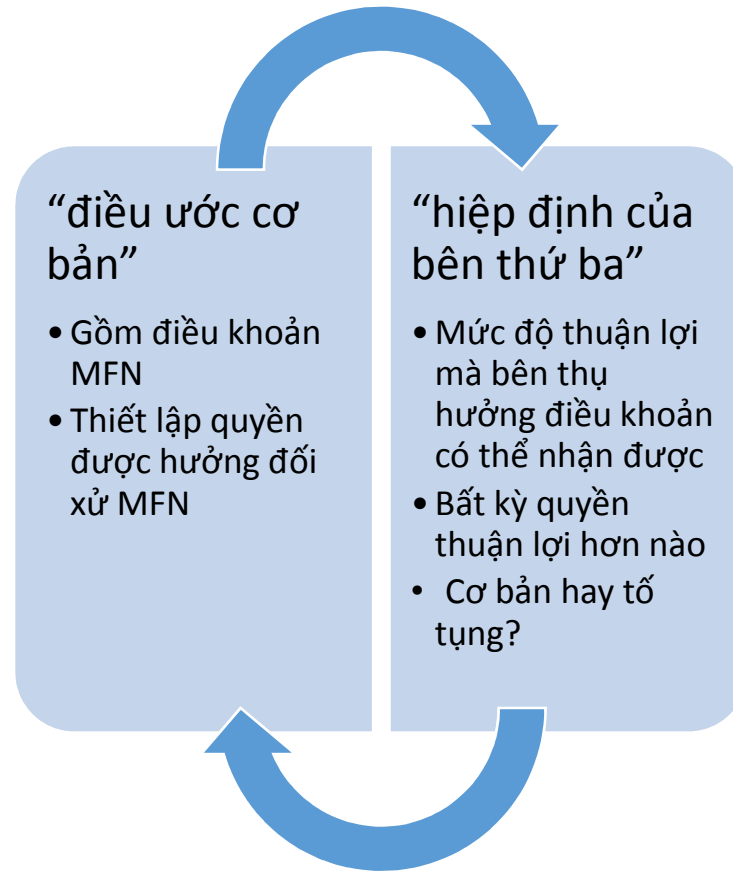 “điều ước cơ
bản”
• Gồm điều khoản
MFN
• Thiết lập quyền
được hưởng đối
xử MFN
“hiệp định của
bên thứ ba”
• Mức độ thuận lợi
mà bên thụ
hưởng điều khoản
có thể nhận được
• Bất kỳ quyền
thuận lợi hơn nào
• Cơ bản hay tố
tụng?